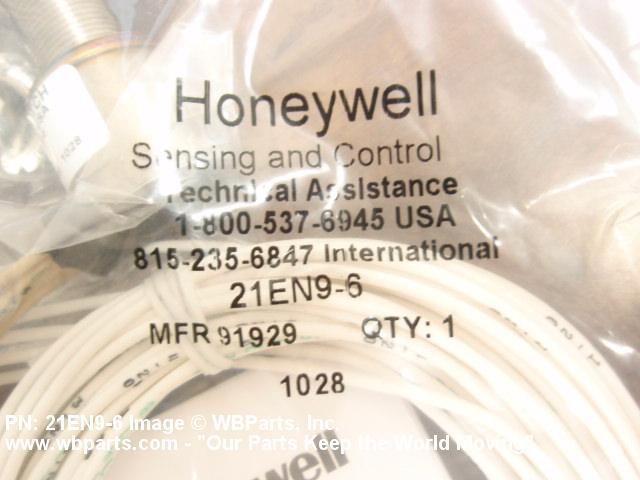 Honeywell
Sensing and Control
Technical Assistance
1-800-537-6945 USA
815-235-6847 International
21EN9-6
MFR 91929 QTY: 1
1028
1028
PN: 21EN9-6 Image © WBParts, Inc.
www.wbparts.com - "Our Parts Keep the World Moving!"